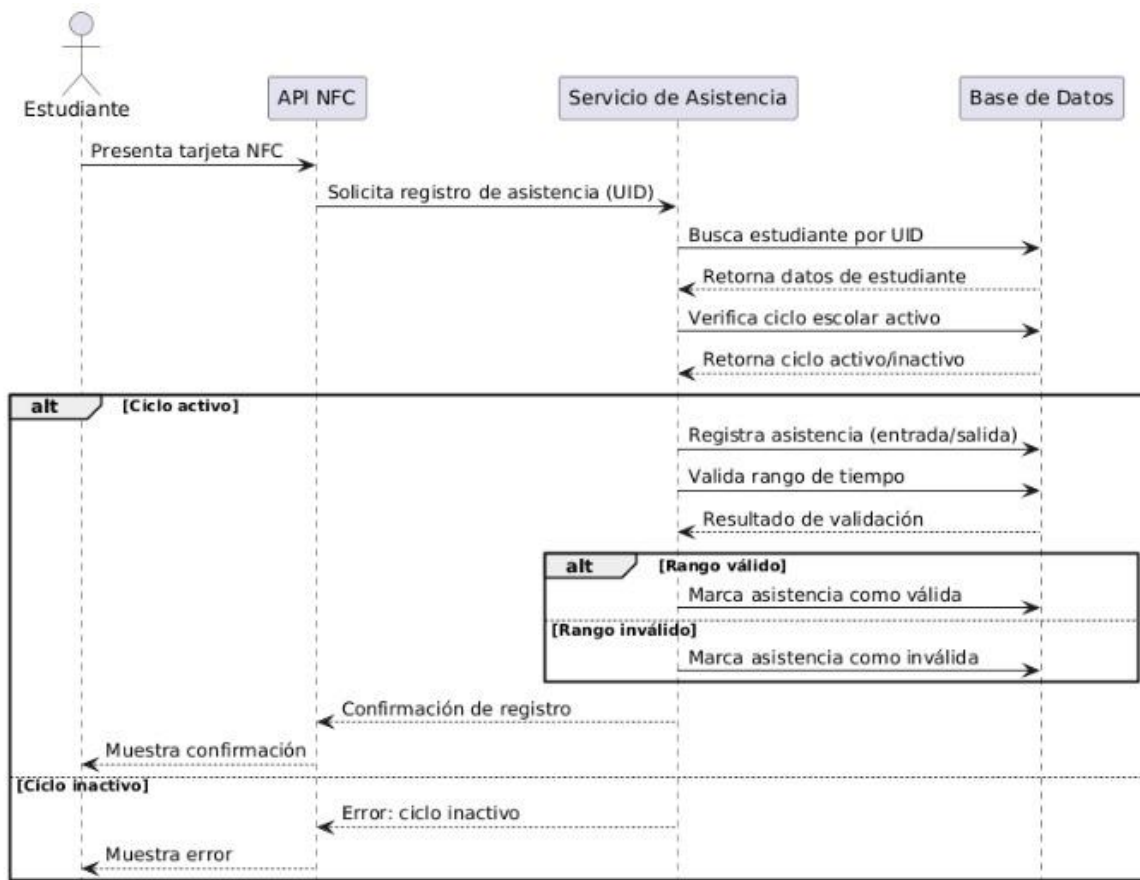 Estudiante
API NFC
Servicio de Asistencia
Base de Datos
Presenta tarjeta NFC
Solicita registro de asistencia (UID)
Busca estudiante por UID
Retorna datos de estudiante
Verifica ciclo escolar activo
Retorna ciclo activo/inactivo
alt [Ciclo activo]
Registra asistencia (entrada/salida)
Valida rango de tiempo
Resultado de validación
alt [Rango válido]
Marca asistencia como válida
[Rango inválido]
Marca asistencia como inválida
Confirmación de registro
Muestra confirmación
[Ciclo inactivo]
Error: ciclo inactivo
Muestra error